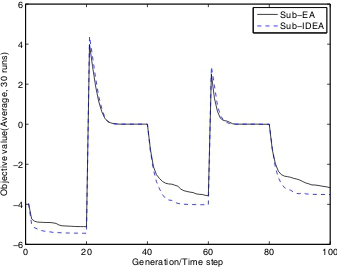 6
4
2
0
−2
−4
−6
Objective value(Average, 30 runs)
Sub−EA
Sub−IDEA
0 20 40 60 80 100
Generation/Time step